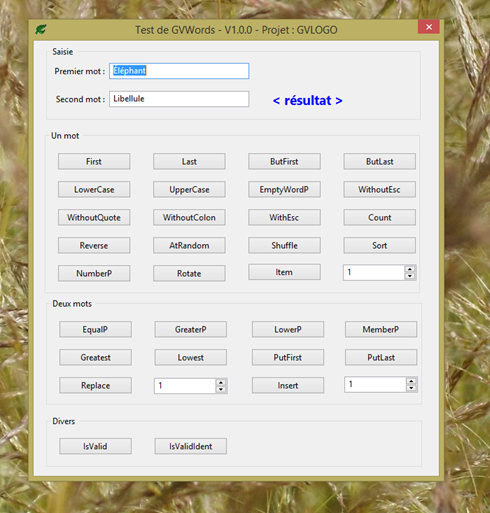 Test de GVWords - V1.0.0 - Projet : GVLOGO
Saisie
Premier mot : Eléphant
Second mot : Libellule < résultat >
Un mot
First Last ButFirst ButLast
LowerCase UpperCase EmptyWordP WithoutEsc
WithoutQuote WithoutColon WithEsc Count
Reverse AtRandom Shuffle Sort
NumberP Rotate Item 1
Deux mots
EqualP GreaterP LowerP MemberP
Greatest Lowest PutFirst PutLast
Replace 1 Insert 1
Divers
IsValid IsValidIdent